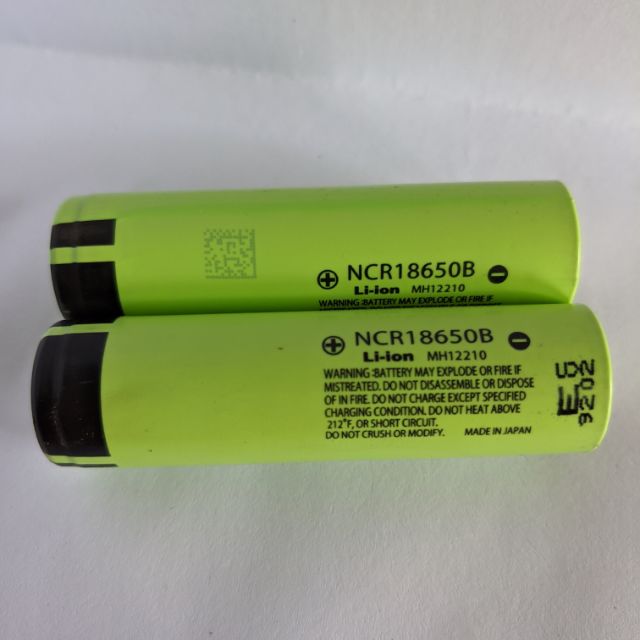 ⊕ NCR18650B ⊖
Li-ion MH12210
WARNING :BATTERY MAY EXPLODE OR FIRE IF
⊕ NCR18650B ⊖
Li-ion MH12210
WARNING :BATTERY MAY EXPLODE OR FIRE IF
MISTREATED. DO NOT DISASSEMBLE OR DISPOSE
OF IN FIRE. DO NOT CHARGE EXCEPT SPECIFIED
CHARGING CONDITION. DO NOT HEAT ABOVE
212°F, OR SHORT CIRCUIT.
DO NOT CRUSH OR MODIFY. MADE IN JAPAN
9202